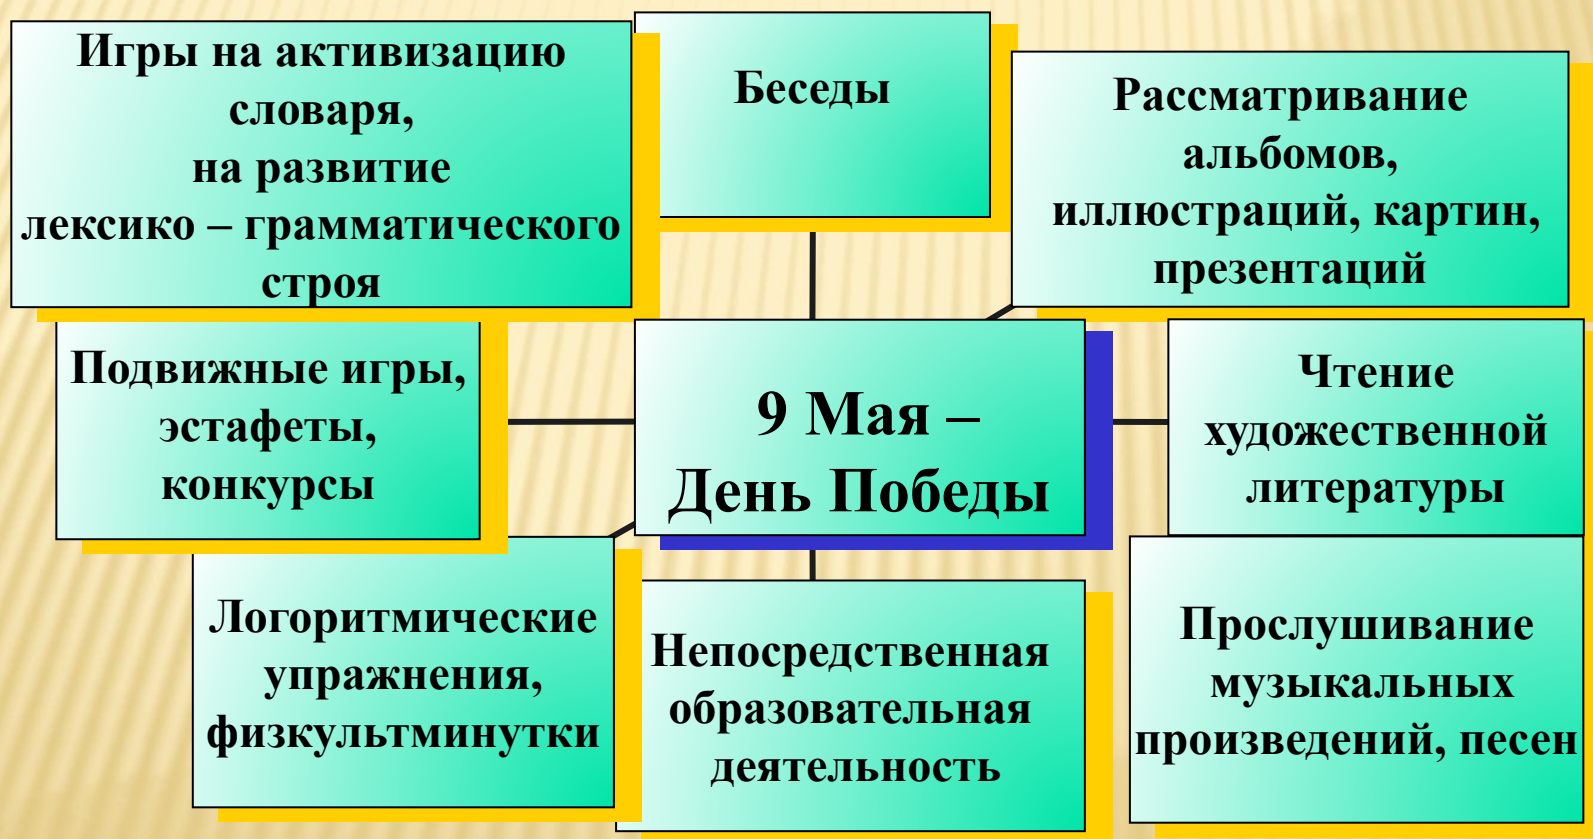 Игры на активизацию
словаря,
на развитие
лексико – грамматического
строя
Беседы
Рассматривание
альбомов,
иллюстраций, картин,
презентаций
Подвижные игры,
эстафеты,
конкурсы
9 Мая –
День Победы
Чтение
художественной
литературы
Логоритмические
упражнения,
физкультминутки
Непосредственная
образовательная
деятельность
Прослушивание
музыкальных
произведений, песен